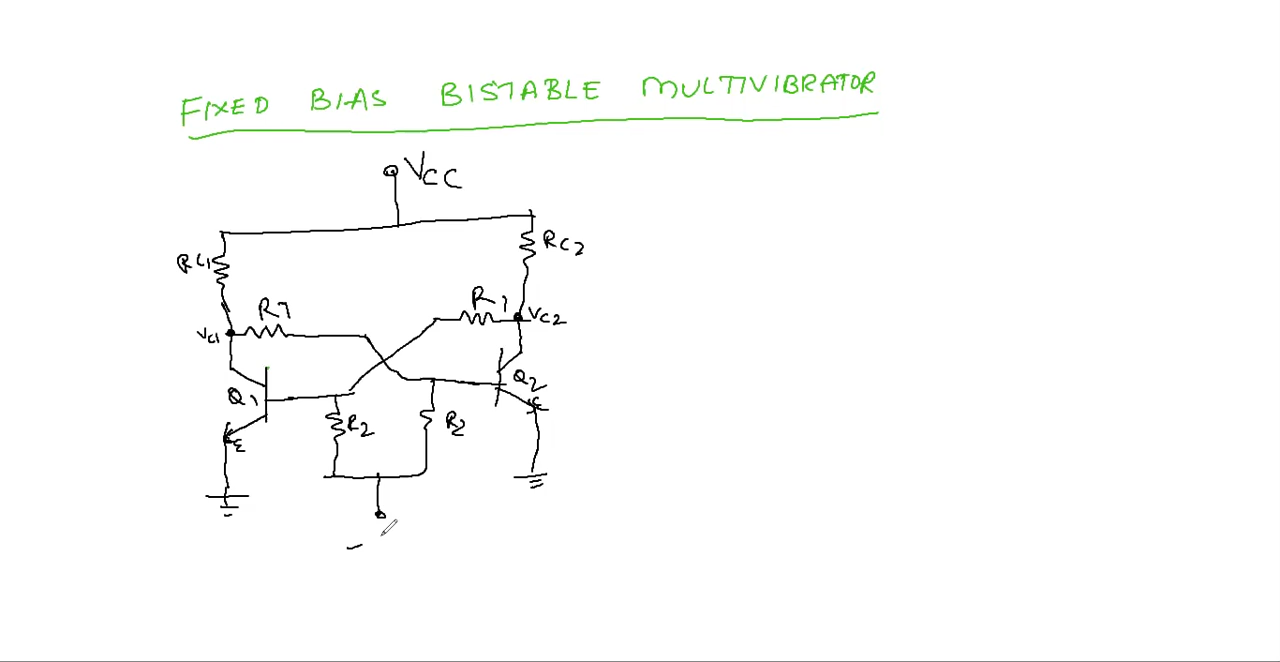 FIXED BIAS BISTABLE MULTIVIBRATOR
VCC
RC1
RC2
R1
R1
VC1
VC2
Q1
Q2
R2
R2
E
E
-